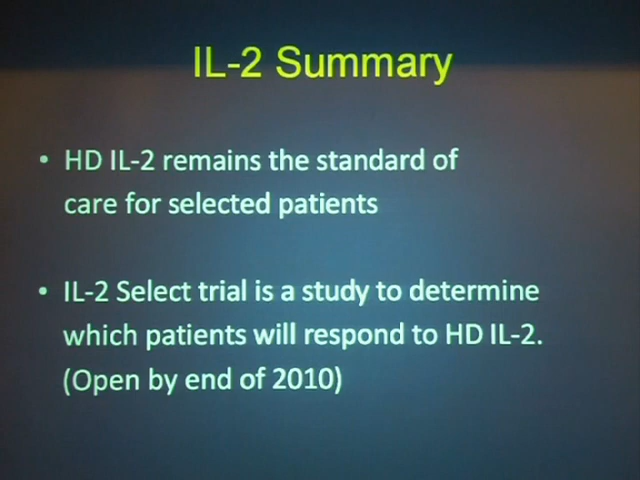 IL-2 Summary
• HD IL-2 remains the standard of
care for selected patients
• IL-2 Select trial is a study to determine
which patients will respond to HD IL-2.
(Open by end of 2010)